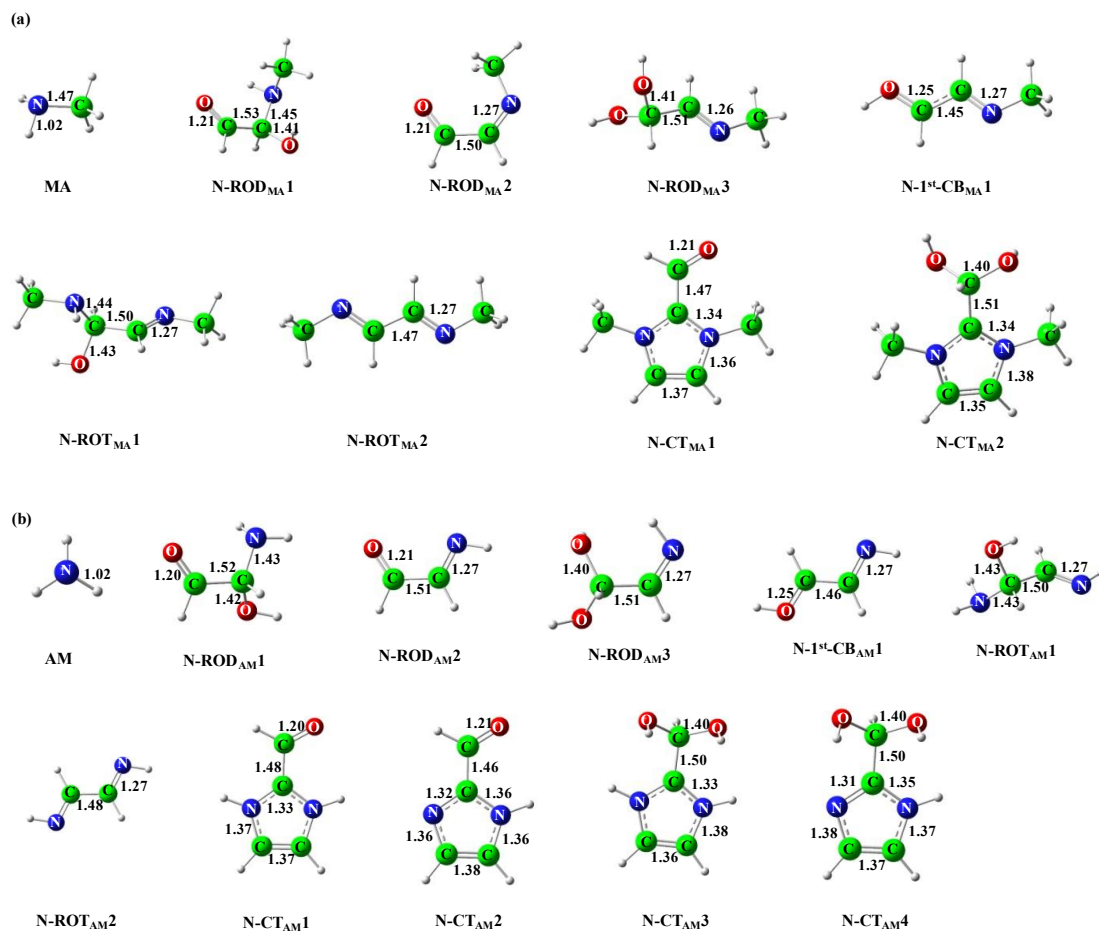 (a)
N 1.47 C
1.02
MA
C
N
O 1.53 1.45
1.21 C C 1.41
O
N-ROD_MA1
C
O 1.27 N
1.21 C C
1.50
N-ROD_MA2
O
1.41 C
O C 1.26
1.51 N
N-ROD_MA3
O 1.25 C 1.27
C 1.45 N C
N-1st-CB_MA1
C N 1.44 1.50 N
C C 1.27 C
O 1.43
N-ROT_MA1
N C 1.27
C C 1.47 N C
N-ROT_MA2
1.21 O
C
1.47
C C 1.34 C
N N
1.36
C C
1.37
N-CT_MA1
O 1.40 O
C
1.51
C 1.34 C
C N N
1.38
C C
1.35
N-CT_MA2
(b)
N 1.02
AM
O N
1.52 1.43
1.20 C C
1.42 O
N-ROD_AM1
O 1.21 N
C C 1.27
1.51
N-ROD_AM2
O N
1.40 1.27
C C
O 1.51
N-ROD_AM3
N
C C 1.27
1.25 1.46
O
N-1st-CB_AM1
O C 1.27
1.43 C 1.50 N
N 1.43
N-ROT_AM1
N
C C 1.27
N 1.48
N-ROT_AM2
1.20 O
C
1.48
C
N 1.33 N
1.37
C C
1.37
N-CT_AM1
1.21 O
C
1.46
1.32 C 1.36
N N
1.36 1.36
C C
1.38
N-CT_AM2
O 1.40 O
C
1.50
C 1.33
N N
1.38
C C
1.36
N-CT_AM3
O 1.40 O
C
1.50
1.31 C 1.35
N N
1.38 1.37
C C
1.37
N-CT_AM4